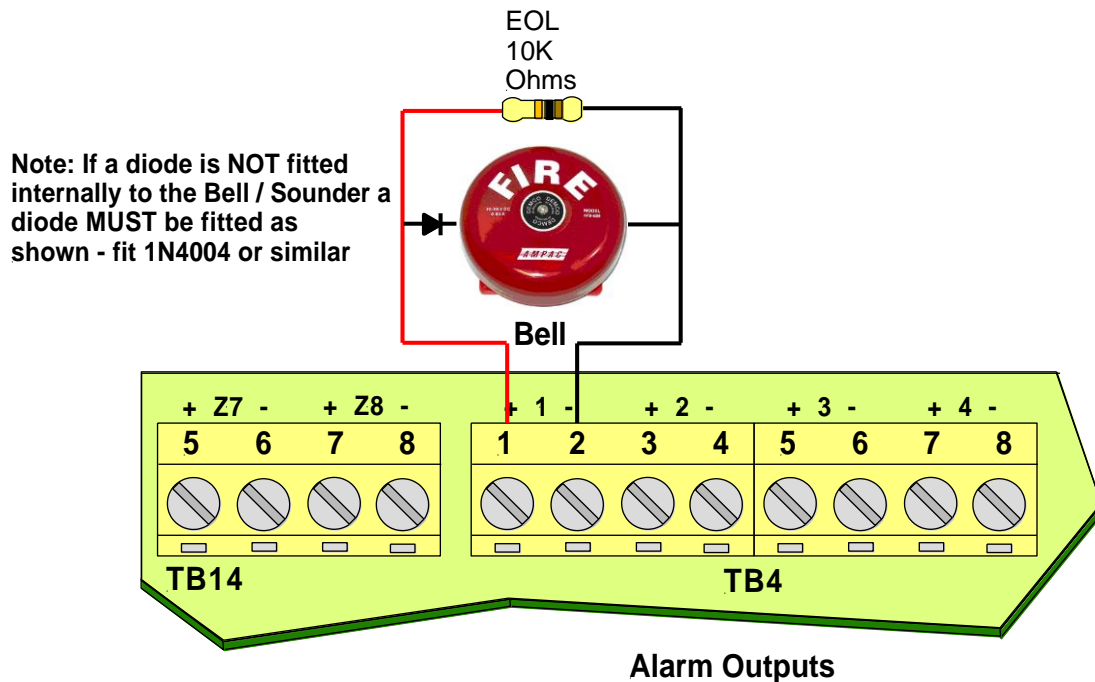 EOL
10K
Ohms
Note: If a diode is NOT fitted
internally to the Bell / Sounder a
diode MUST be fitted as
shown - fit 1N4004 or similar
FIRE
DEMCO
MODEL
AMPAC
Bell
+ Z7 - + Z8 -
+ 1 - + 2 - + 3 - + 4 -
5 6 7 8
1 2 3 4 5 6 7 8
TB14
TB4
Alarm Outputs